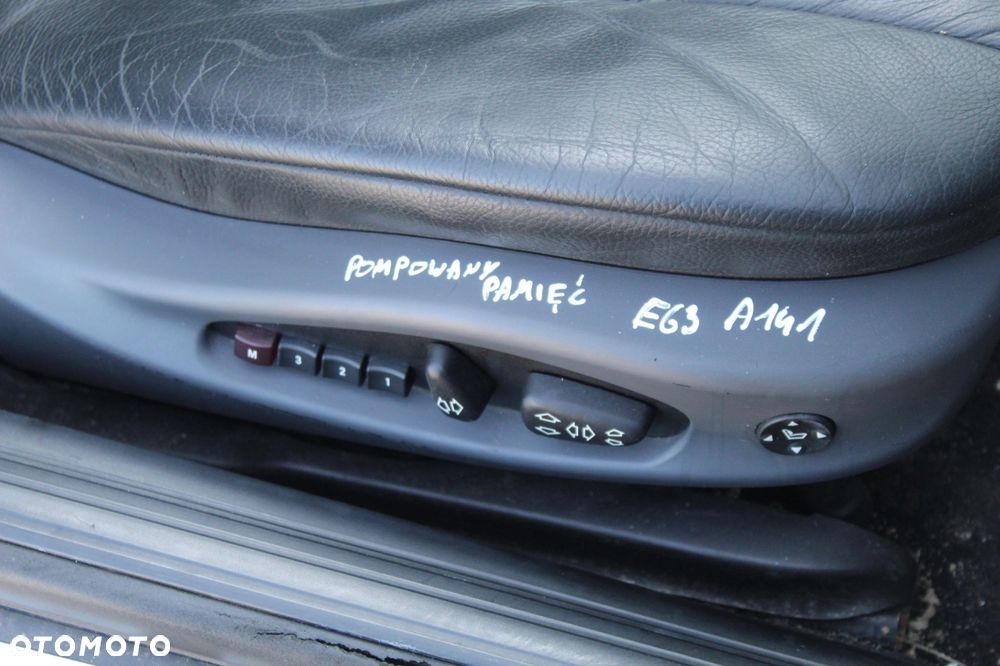 POMPOWANY
PAMIĘĆ E63 A141
M 3 2 1
OTOMOTO